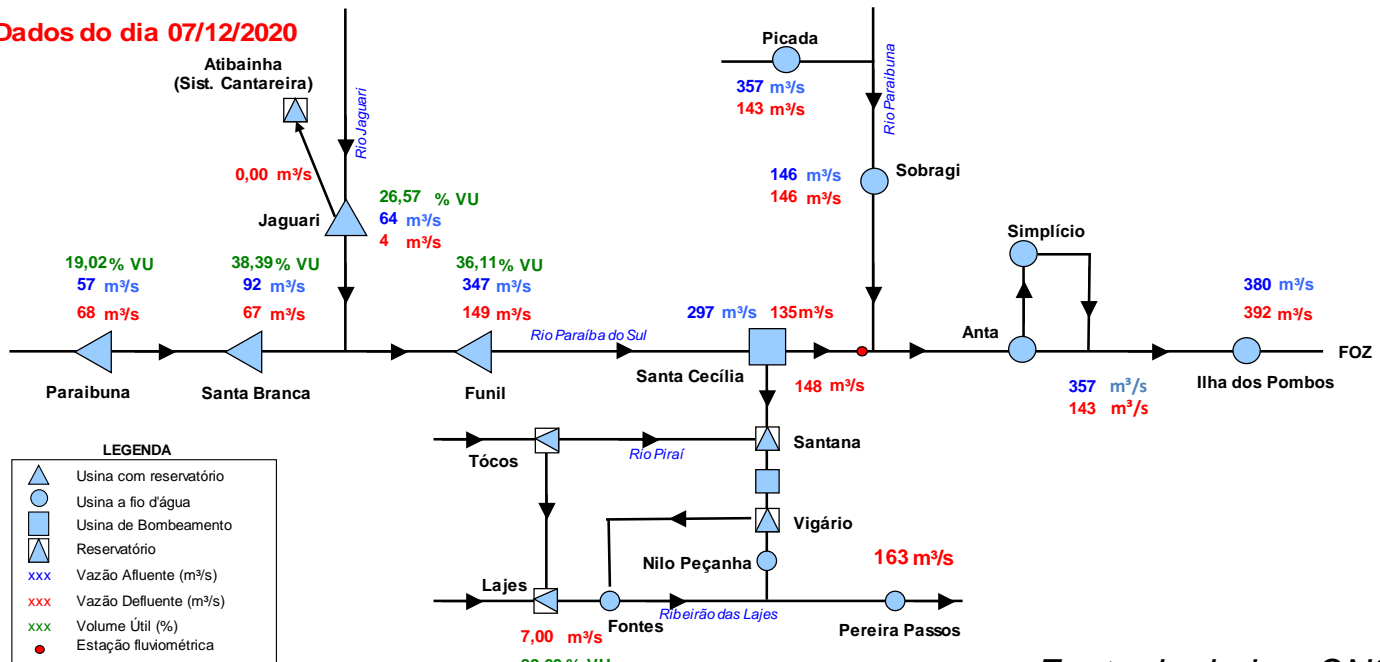 Dados do dia 07/12/2020
Atibainha
(Sist. Cantareira)
Rio Jaguari
0,00 m³/s
Jaguari
26,57 % VU
64 m³/s
4 m³/s
Picada
357 m³/s
143 m³/s
Rio Paraibuna
146 m³/s
146 m³/s
Sobragi
Simplício
19,02% VU
57 m³/s
68 m³/s
Paraibuna
38,39% VU
92 m³/s
67 m³/s
Santa Branca
36,11% VU
347 m³/s
149 m³/s
Funil
Rio Paraíba do Sul
297 m³/s 135m³/s
Santa Cecília
148 m³/s
Anta
357 m³/s
143 m³/s
380 m³/s
392 m³/s
Ilha dos Pombos
FOZ
Tócos
Rio Piraí
Santana
Vigário
Nilo Peçanha
163 m³/s
Lajes
7,00 m³/s
Fontes
Ribeirão das Lajes
Pereira Passos
LEGENDA
Usina com reservatório
Usina a fio d'água
Usina de Bombeamento
Reservatório
xxx Vazão Afluente (m³/s)
xxx Vazão Defluente (m³/s)
xxx Volume Útil (%)
Estação fluviométrica